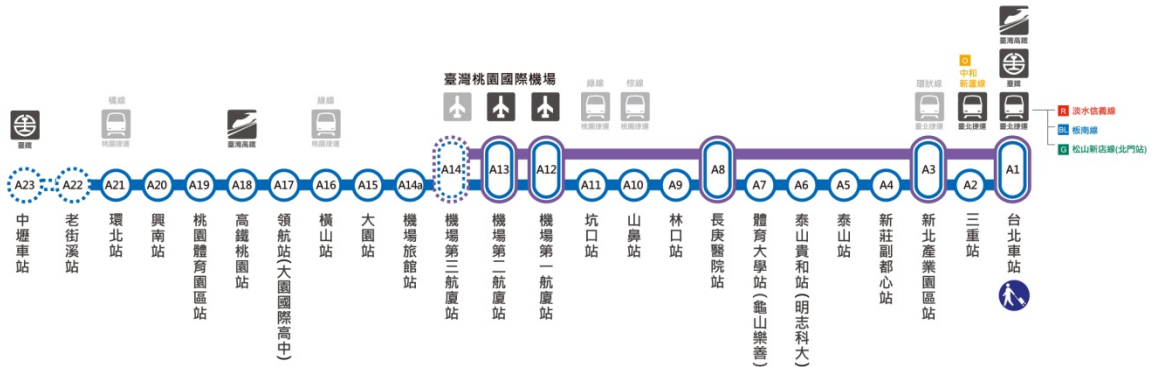 臺灣高鐵
臺鐵
臺北捷運
O
中和
新蘆線
臺北捷運
環狀線
臺北捷運
R 淡水信義線
BL 板南線
G 松山新店線(北門站)
臺灣桃園國際機場
綠線
桃園捷運
棕線
桃園捷運
綠線
桃園捷運
臺灣高鐵
橘線
桃園捷運
臺鐵
A23
A22
A21
A20
A19
A18
A17
A16
A15
A14a
A14
A13
A12
A11
A10
A9
A8
A7
A6
A5
A4
A3
A2
A1
中壢車站
老街溪站
環北站
興南站
桃園體育園區站
高鐵桃園站
領航站(大園國際高中)
橫山站
大園站
機場旅館站
機場第三航廈站
機場第二航廈站
機場第一航廈站
坑口站
山鼻站
林口站
長庚醫院站
體育大學站(龜山樂善)
泰山貴和站(明志科大)
泰山站
新莊副都心站
新北產業園區站
三重站
台北車站